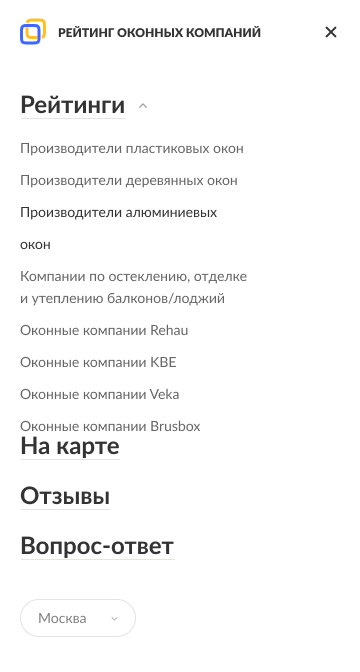 РЕЙТИНГ ОКОННЫХ КОМПАНИЙ
Рейтинги
Производители пластиковых окон
Производители деревянных окон
Производители алюминиевых
окон
Компании по остеклению, отделке
и утеплению балконов/лоджий
Оконные компании Rehau
Оконные компании KBE
Оконные компании Veka
Оконные компании Brusbox
На карте
Отзывы
Вопрос-ответ
Москва